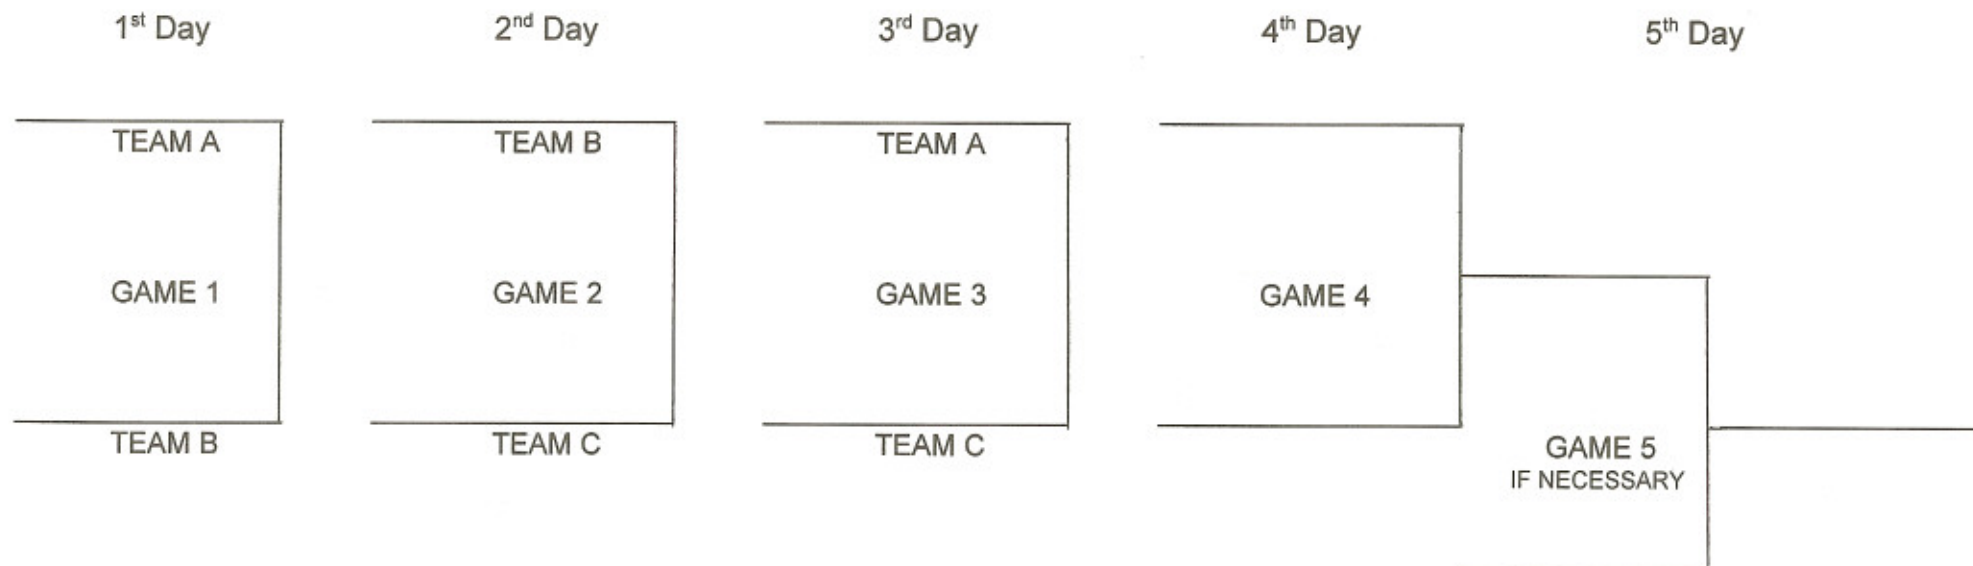 1st Day 2nd Day 3rd Day 4th Day 5th Day
TEAM A TEAM B TEAM A
GAME 1 GAME 2 GAME 3 GAME 4
TEAM B TEAM C TEAM C GAME 5
IF NECESSARY